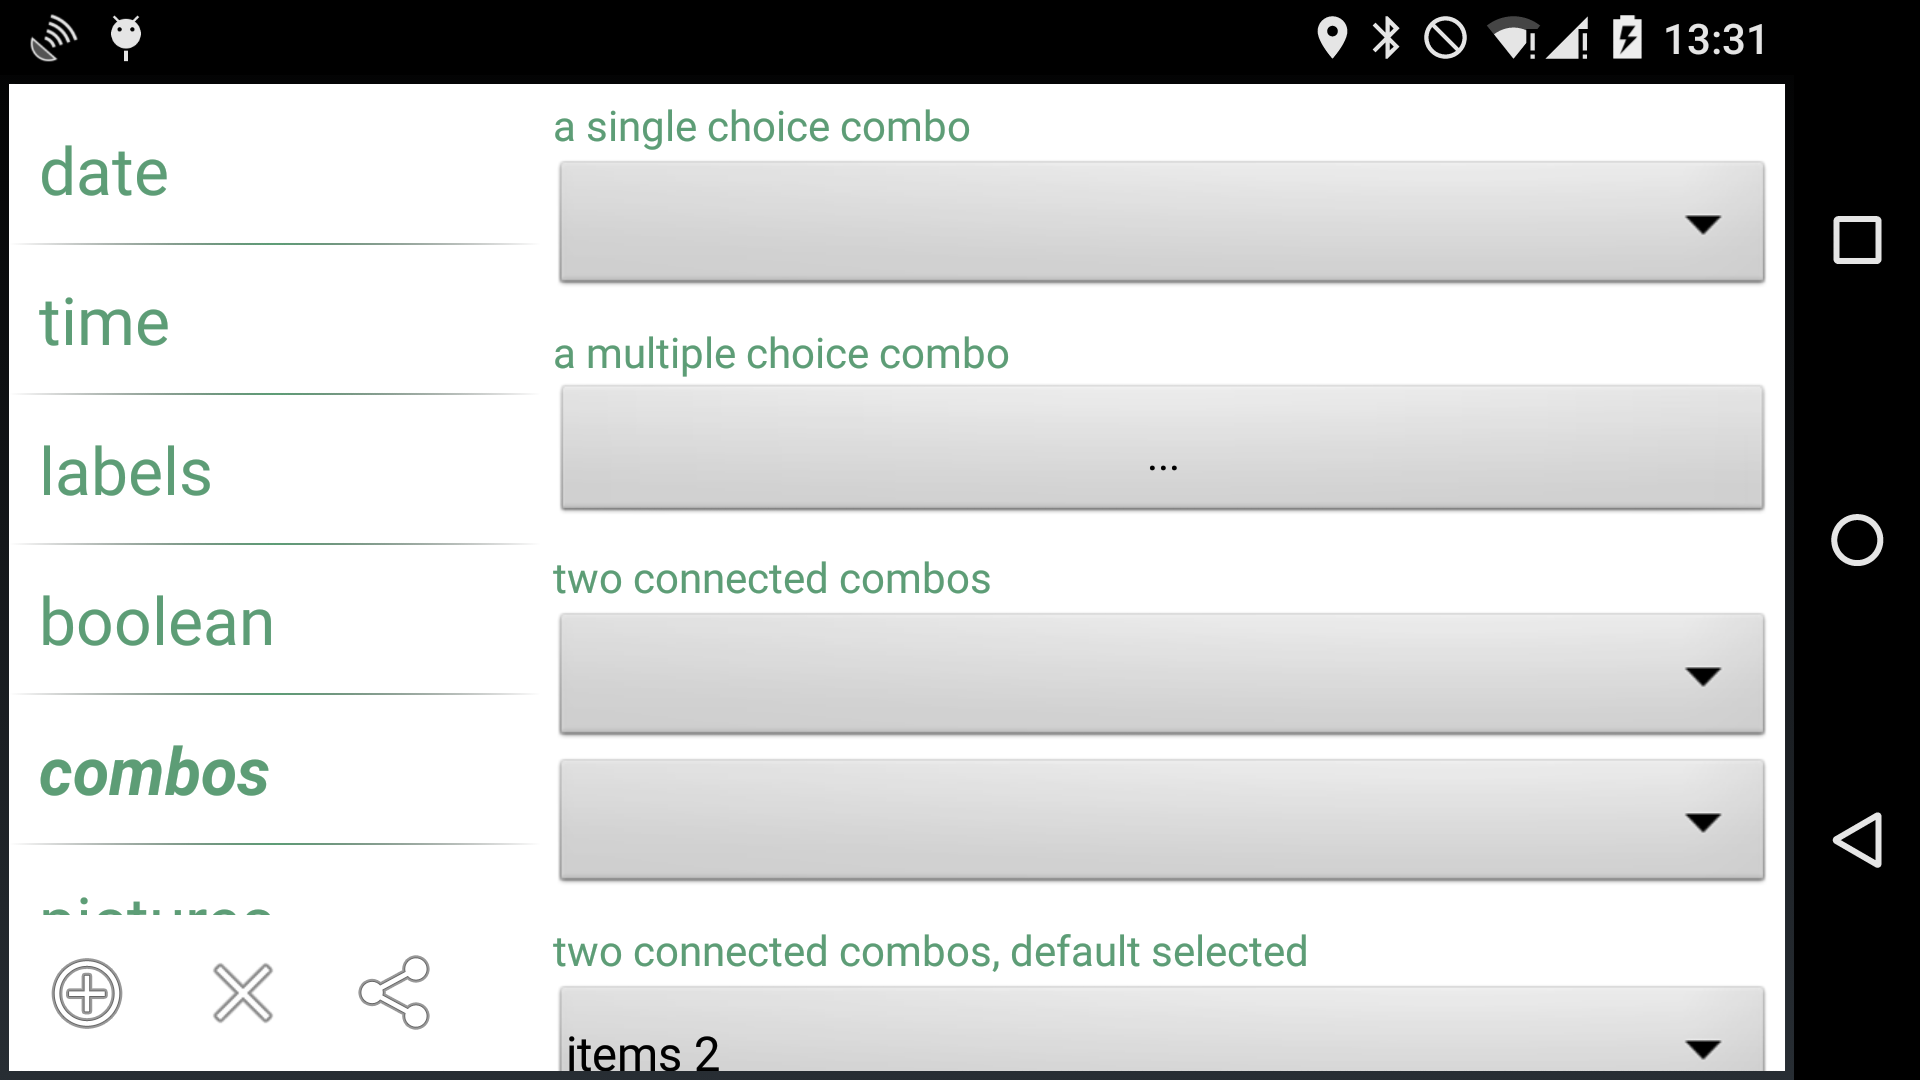 13:31
date
time
labels
boolean
combos
pictures
a single choice combo
a multiple choice combo
...
two connected combos
two connected combos, default selected
items 2